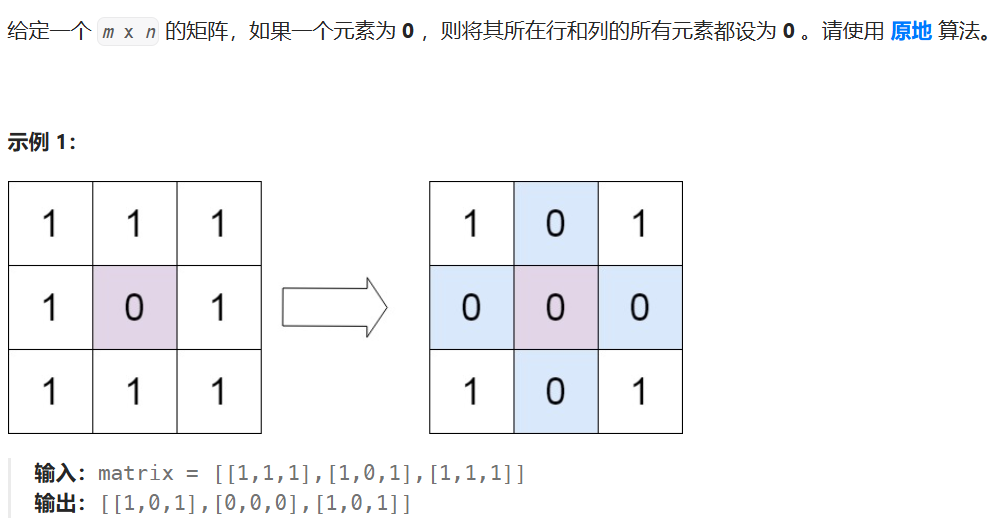 给定一个 m x n 的矩阵，如果一个元素为 0 ，则将其所在行和列的所有元素都设为 0 。请使用 原地 算法。
示例 1：
1 1 1 1 0 1
1 0 1 0 0 0
1 1 1 1 0 1
输入：matrix = [[1,1,1],[1,0,1],[1,1,1]]
输出：[[1,0,1],[0,0,0],[1,0,1]]